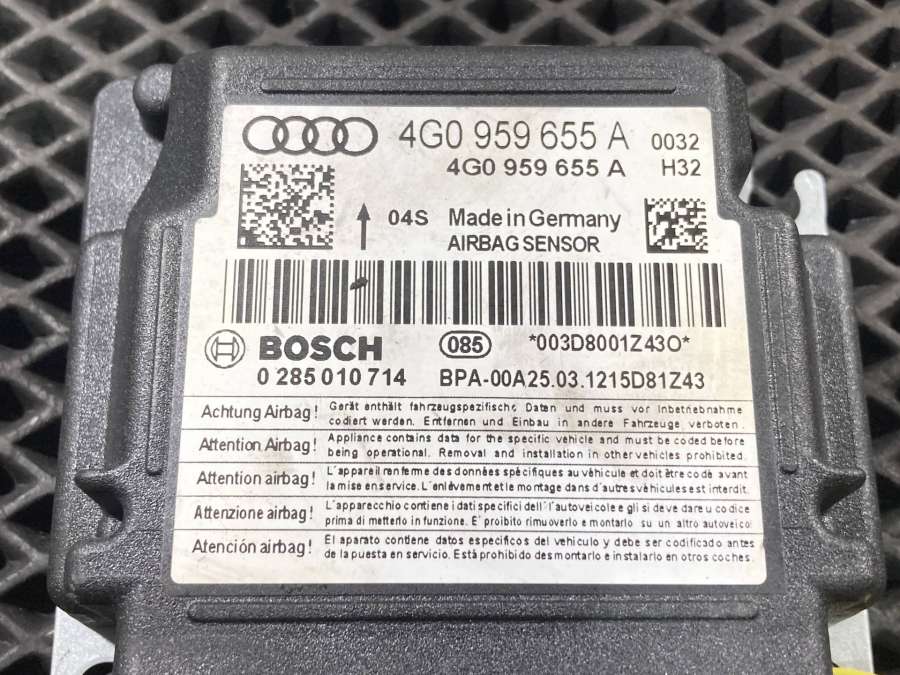 4G0 959 655 A 0032
4G0 959 655 A H32
04S Made in Germany
AIRBAG SENSOR
BOSCH 085 *003D8001Z43O*
0 285 010 714 BPA-00A25.03.1215D81Z43
Achtung Airbag! Gerät enthält fahrzeugspezifische Daten und muss vor Inbetriebnahme
codiert werden. Entfernen und Einbau in andere Fahrzeuge verboten.
Attention Airbag! Appliance contains data for the specific vehicle and must be coded before
being operational. Removal and installation in other vehicles prohibited.
Attention airbag! L'appareil renferme des données spécifiques au véhicule et doit être codé avant
la mise en service. L'enlèvement et le montage dans d'autres véhicules est interdit.
Attenzione airbag! L'apparecchio contiene i dati specifici dell'l'autoveicole e gli si deve dare u codice
prima di metterlo in funzione. E' proibito rimuoverlo e montarlo su un altro autoveico
Atención airbag! El aparato contiene datos específicos del vehículo y debe ser codificado antes
de la puesta en servicio. Está prohibido desmontarlo e instalarlo en otros coches.